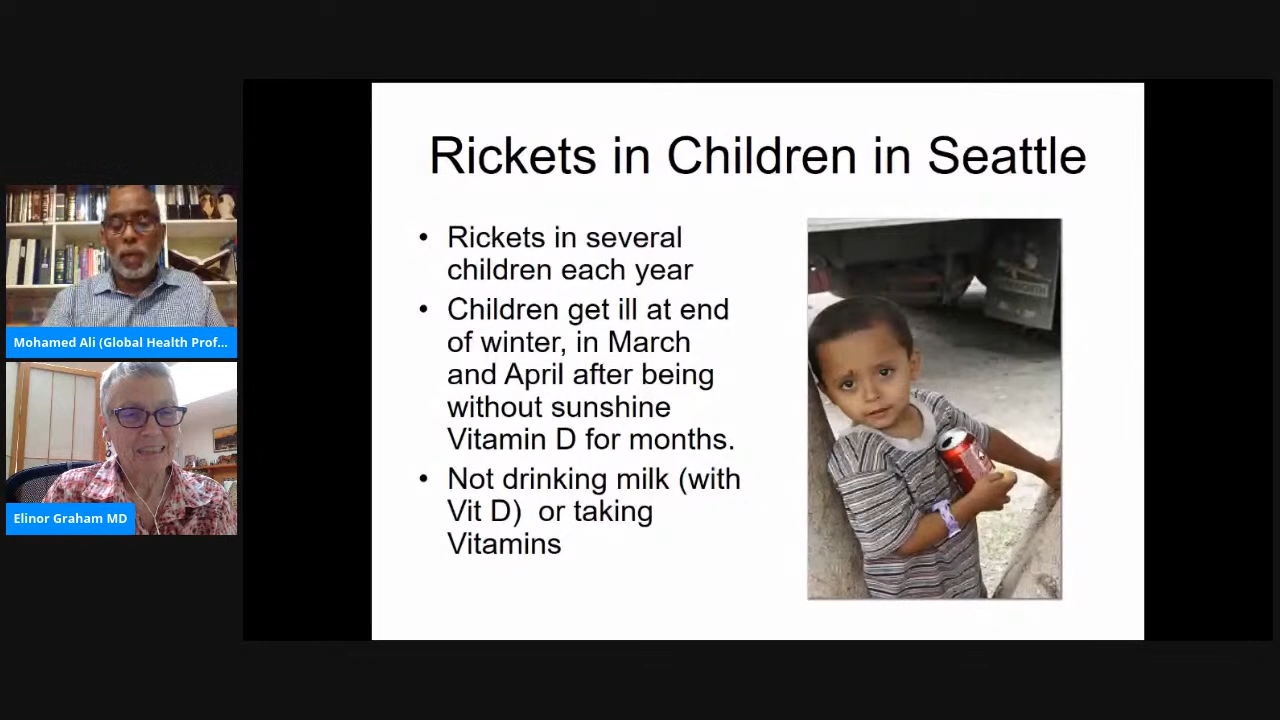 Rickets in Children in Seattle
• Rickets in several
children each year
• Children get ill at end
of winter, in March
and April after being
without sunshine
Vitamin D for months.
• Not drinking milk (with
Vit D)  or taking
Vitamins
Mohamed Ali (Global Health Prof...
Elinor Graham MD